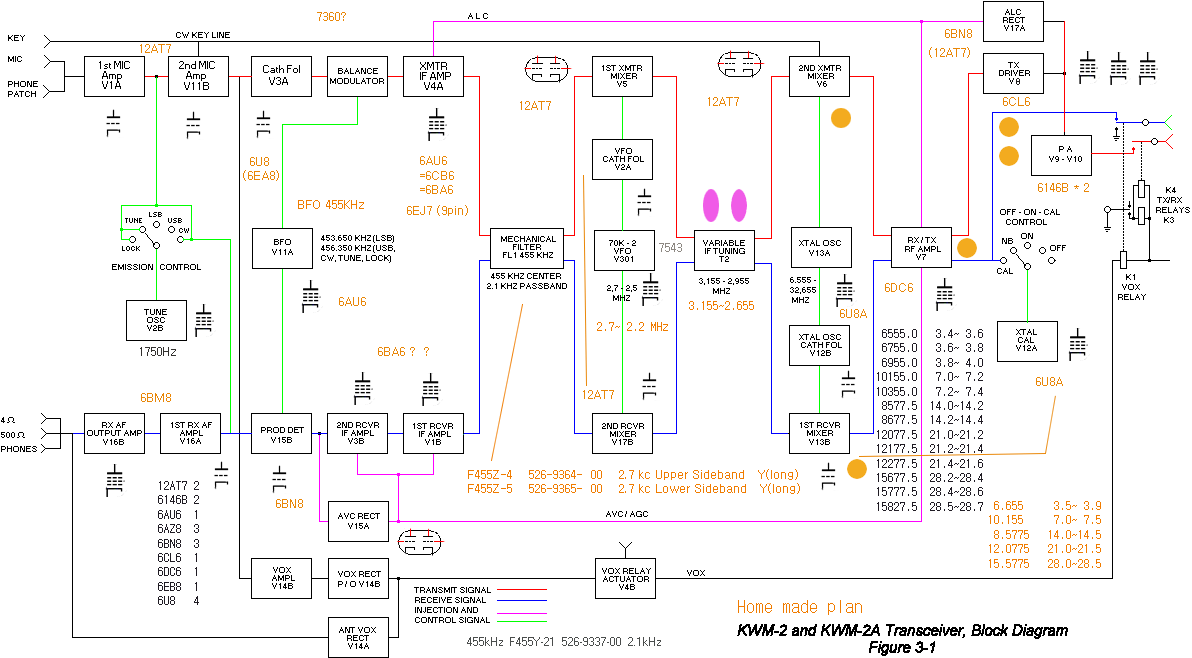 7360?
ALC
ALC
RECT
V17A
KEY
CW KEY LINE
6BN8
(12AT7)
MIC
PHONE
PATCH
12AT7
1st MIC
Amp
V1A
2nd MIC
Amp
V11B
Cath Fol
V3A
BALANCE
MODULATOR
XMTR
IF AMP
V4A
1ST XMTR
MIXER
V5
2ND XMTR
MIXER
V6
TX
DRIVER
V8
12AT7
12AT7
6CL6
6U8
(6EA8)
6AU6
=6CB6
=6BA6
6EJ7 (9pin)
VFO
CATH FOL
V2A
P A
V9 - V10
6146B * 2
BFO 455KHz
K4
TX/RX
RELAYS
K3
LSB
TUNE
USB
CW
LOCK
EMISSION CONTROL
BFO
V11A
453.650 KHZ(LSB)
456.350 KHZ(USB,
CW, TUNE, LOCK)
MECHANICAL
FILTER
FL1 455 KHZ
455 KHZ CENTER
2.1 KHZ PASSBAND
70K - 2
VFO
V301
7543
2,7 - 2,5
MHZ
VARIABLE
IF TUNING
T2
3,155 - 2,955
MHZ
3.155~2.655
XTAL OSC
V13A
6.555 -
32,655
MHZ
RX / TX
RF AMPL
V7
6DC6
OFF - ON - CAL
CONTROL
ON
NB
OFF
CAL
K1
VOX
RELAY
TUNE
OSC
V2B
1750Hz
6AU6
2.7~ 2.2 MHz
6U8A
XTAL OSC
CATH FOL
V12B
XTAL
CAL
V12A
6U8A
6BA6 ? ?
12AT7
6555.0 3.4~ 3.6
6755.0 3.6~ 3.8
6955.0 3.8~ 4.0
10155.0 7.0~ 7.2
10355.0 7.2~ 7.4
8577.5 14.0~14.2
8677.5 14.2~14.4
12077.5 21.0~21.2
12177.5 21.2~21.4
12277.5 21.4~21.6
15677.5 28.2~28.4
15777.5 28.4~28.6
15827.5 28.5~28.7
6BM8
4Ω
500Ω
PHONES
RX AF
OUTPUT AMP
V16B
1ST RX AF
AMPL
V16A
PROD DET
V15B
2ND RCVR
IF AMPL
V3B
1ST RCVR
IF AMPL
V1B
2ND RCVR
MIXER
V17B
1ST RCVR
MIXER
V13B
F455Z-4 526-9364- 00 2.7 kc Upper Sideband Y(long)
F455Z-5 526-9365- 00 2.7 kc Lower Sideband Y(long)
6BN8
12AT7 2
6146B 2
6AU6 1
6AZ8 3
6BN8 3
6CL6 1
6DC6 1
6EB8 1
6U8 4
AVC RECT
V15A
AVC/AGC
6.655 3.5~ 3.9
10.155 7.0~ 7.5
8.5775 14.0~14.5
12.0775 21.0~21.5
15.5775 28.0~28.5
VOX
AMPL
V14B
VOX RECT
P / O V14B
VOX RELAY
ACTUATOR
V4B
VOX
TRANSMIT SIGNAL
RECEIVE SIGNAL
INJECTION AND
CONTROL SIGNAL
ANT VOX
RECT
V14A
455kHz F455Y-21 526-9337-00 2.1kHz
Home made plan
KWM-2 and KWM-2A Transceiver, Block Diagram
Figure 3-1